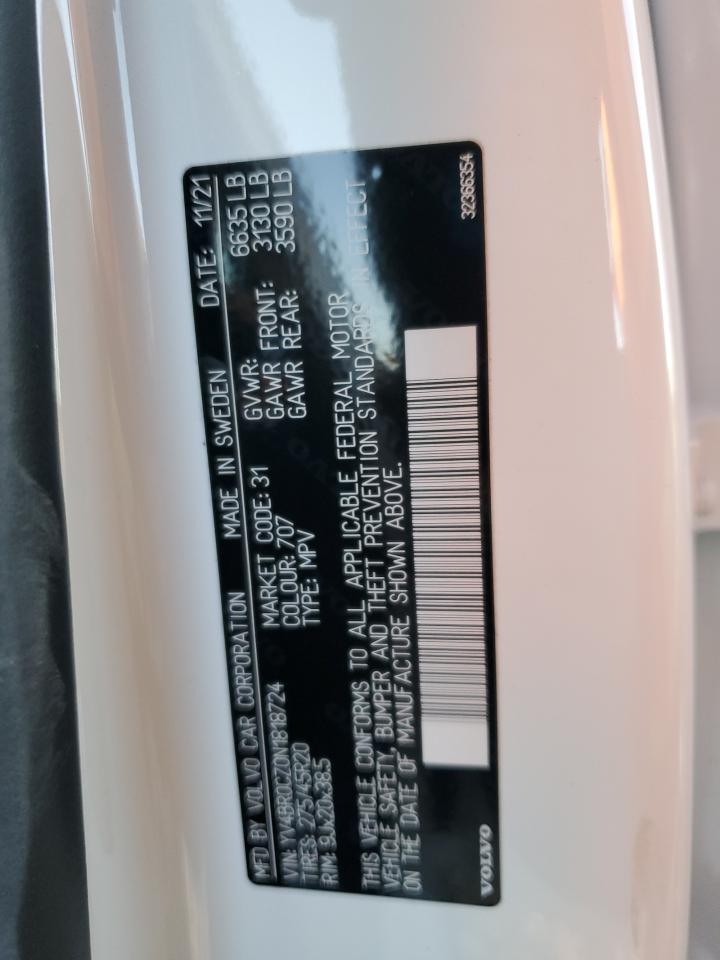 MFD BY VOLVO CAR CORPORATION MADE IN SWEDEN DATE: 11/21
VIN: YV4BR0CZ0N1818724
TIRES: 275/45R20
RIM: 9Jx20x38.5
MARKET CODE: 31
COLOUR: 707
TYPE: MPV
GVWR: 6635 LB
GAWR FRONT: 3130 LB
GAWR REAR: 3590 LB
THIS VEHICLE CONFORMS TO ALL APPLICABLE FEDERAL MOTOR
VEHICLE SAFETY, BUMPER AND THEFT PREVENTION STANDARDS IN EFFECT
ON THE DATE OF MANUFACTURE SHOWN ABOVE.
VOLVO
32366354